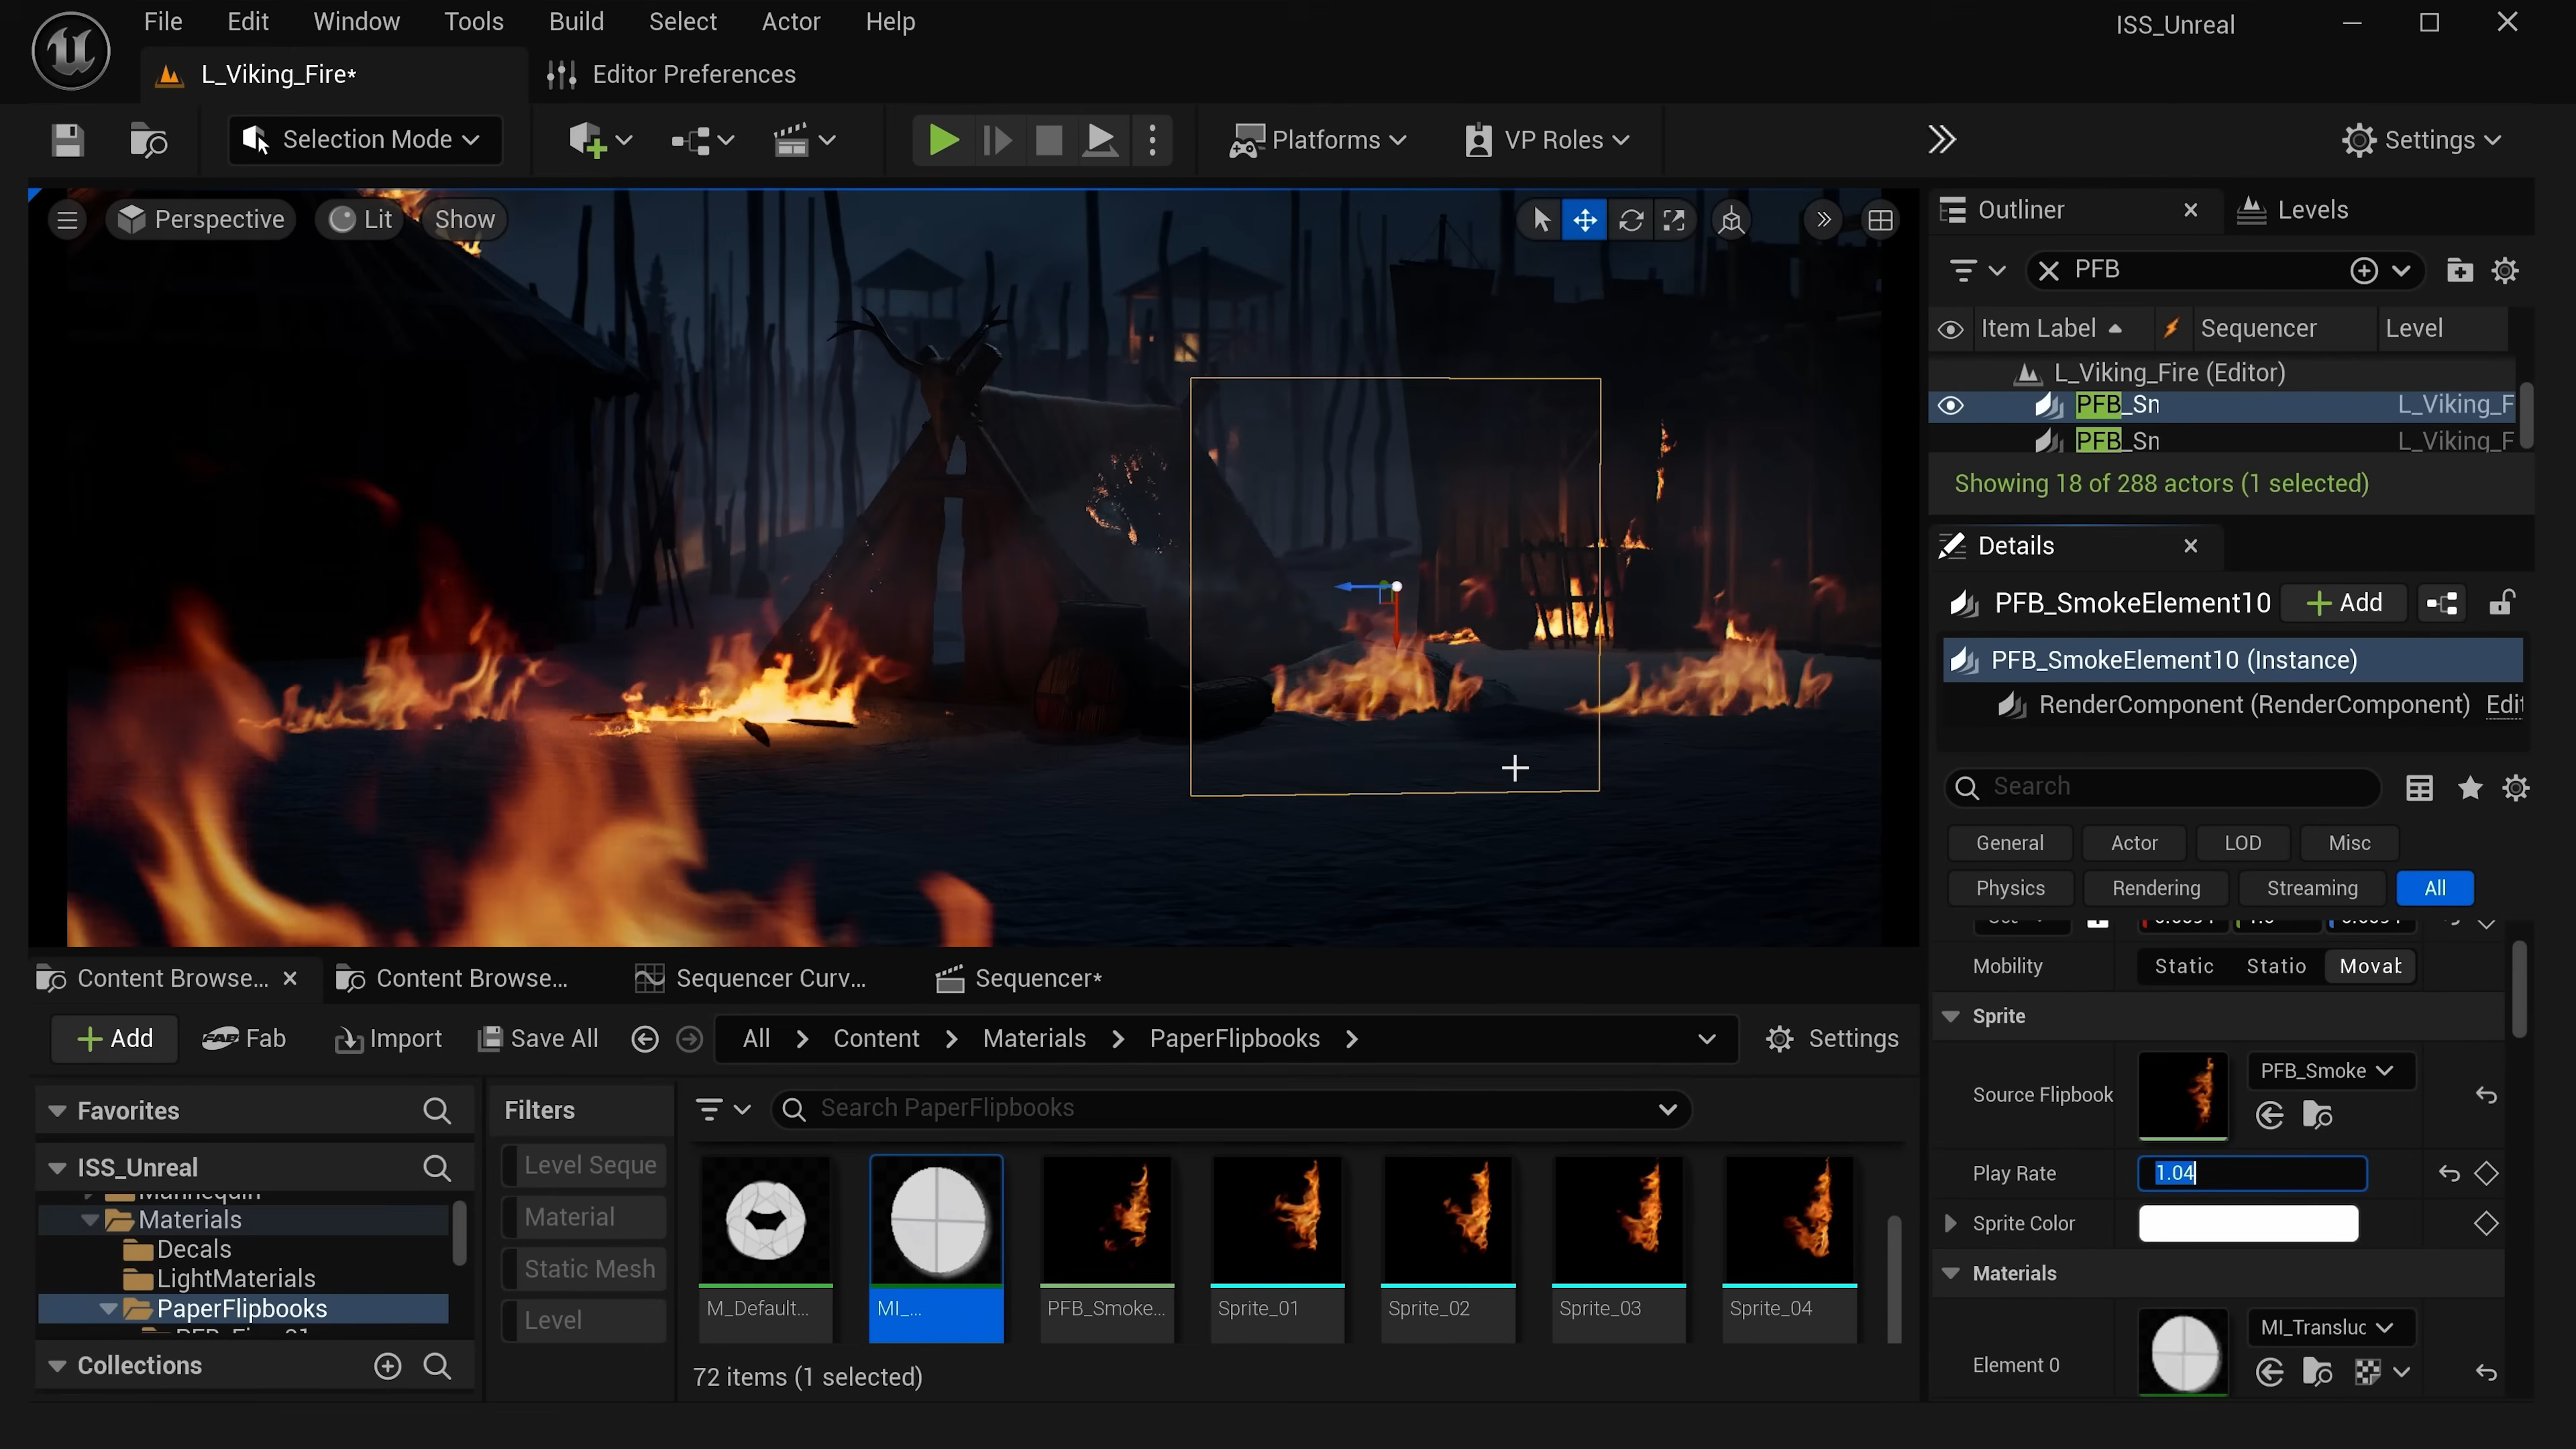 File Edit Window Tools Build Select Actor Help
ISS_Unreal
L_Viking_Fire*
Editor Preferences
Selection Mode
Platforms
VP Roles
Settings
Perspective
Lit
Show
Outliner
Levels
PFB
Item Label
Sequencer
Level
L_Viking_Fire (Editor)
PFB_Sn
L_Viking_F
PFB_Sn
L_Viking_F
Showing 18 of 288 actors (1 selected)
Details
PFB_SmokeElement10
Add
PFB_SmokeElement10 (Instance)
RenderComponent (RenderComponent)
Edit
Search
General
Actor
LOD
Misc
Physics
Rendering
Streaming
All
Mobility
Static
Statio
Movab
Sprite
Source Flipbook
PFB_Smoke
Play Rate
1.04
Sprite Color
Materials
Element 0
MI_Transluc
Content Browse...
Content Browse...
Sequencer Curv...
Sequencer*
Add
Fab
Import
Save All
All > Content > Materials > PaperFlipbooks >
Settings
Favorites
ISS_Unreal
Mannequin
Materials
Decals
LightMaterials
PaperFlipbooks
Collections
Filters
Level Seque
Material
Static Mesh
Level
Search PaperFlipbooks
M_Default...
MI_...
PFB_Smoke...
Sprite_01
Sprite_02
Sprite_03
Sprite_04
72 items (1 selected)